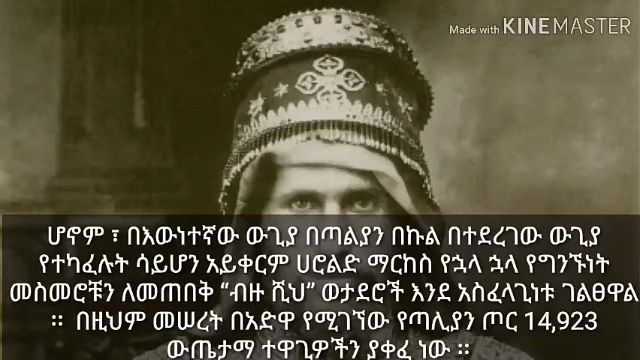 Made with KINEMASTER
ሆኖም ፣ በእውነተኛው ውጊያ በጣልያን በኩል በተደረገው ውጊያ
የተካፈሉት ሳይሆን አይቀርም ሀሮልድ ማርከስ የኋላ ኋላ የግንኙነት
መስመሮቹን ለመጠበቅ “ብዙ ሺህ” ወታደሮች እንደ አስፈላጊነቱ ገልፀዋል
። በዚህም መሠረት በአድዋ የሚገኘው የጣሊያን ጦር 14,923
ውጤታማ ተዋጊዎችን ያቀፈ ነው ።